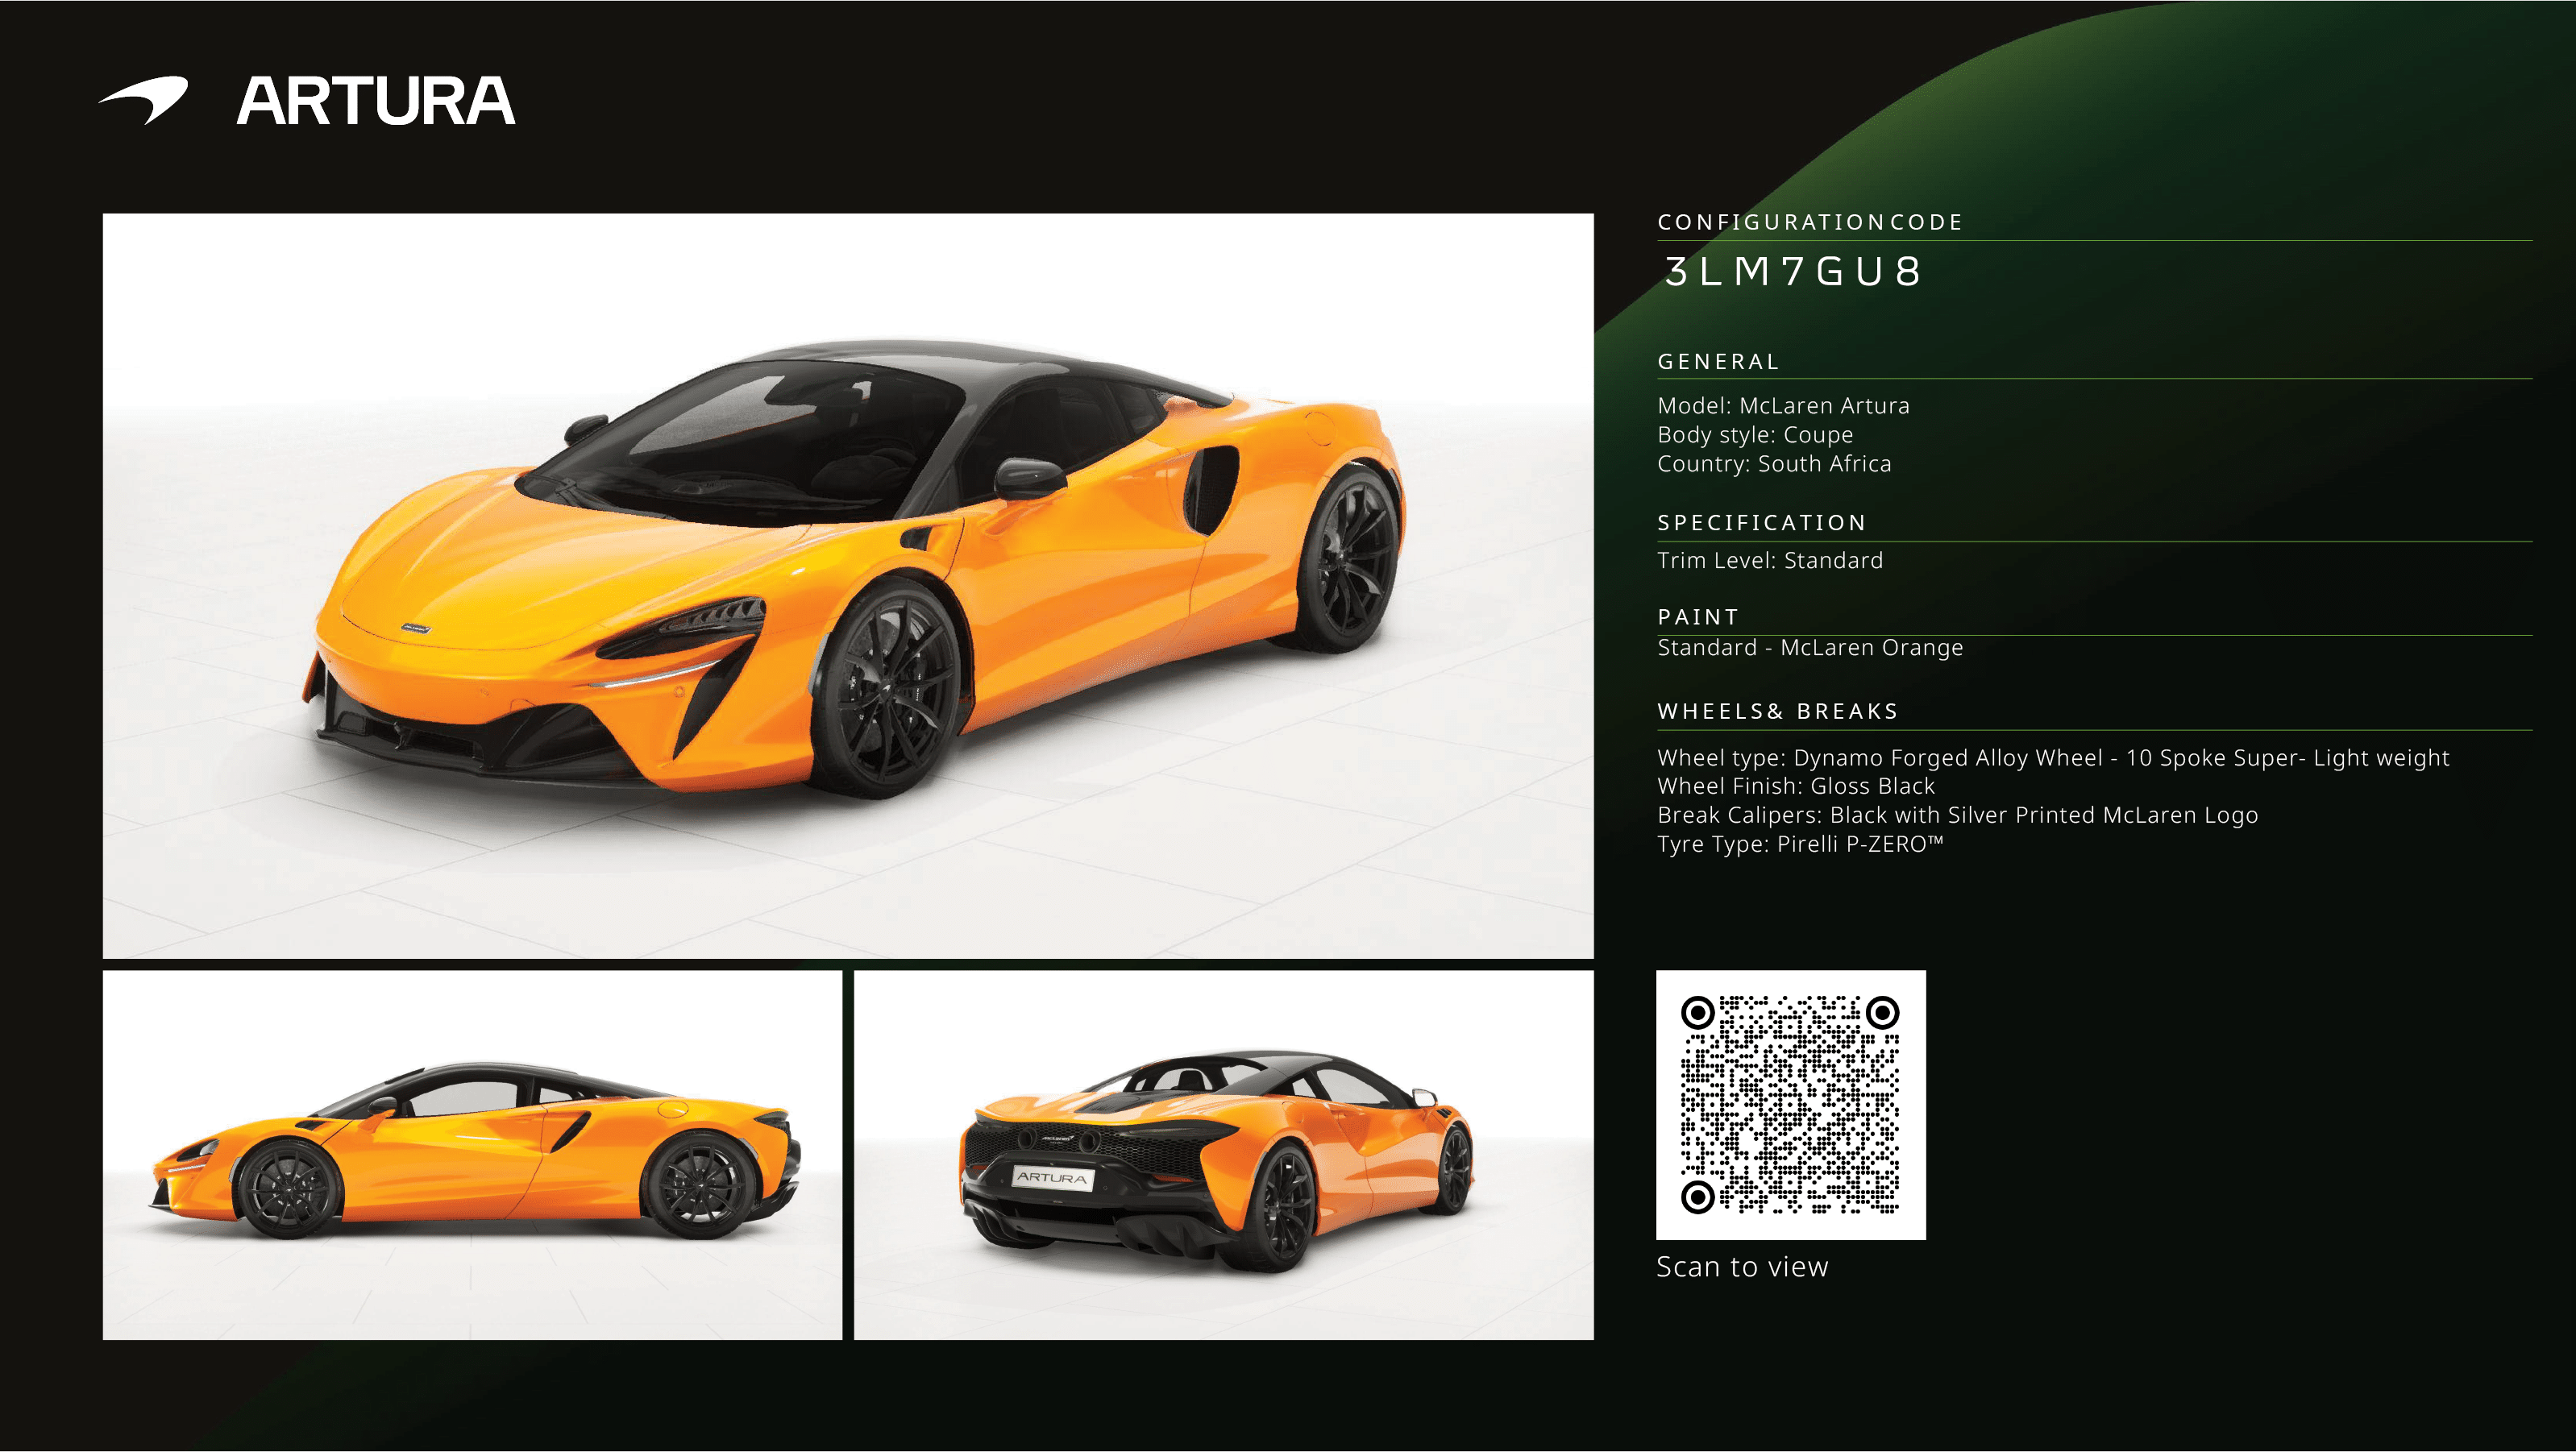 ARTURA
CONFIGURATION CODE
3LM7GU8
GENERAL
Model: McLaren Artura
Body style: Coupe
Country: South Africa
SPECIFICATION
Trim Level: Standard
PAINT
Standard - McLaren Orange
WHEELS& BREAKS
Wheel type: Dynamo Forged Alloy Wheel - 10 Spoke Super- Light weight
Wheel Finish: Gloss Black
Break Calipers: Black with Silver Printed McLaren Logo
Tyre Type: Pirelli P-ZERO™
ARTURA
Scan to view